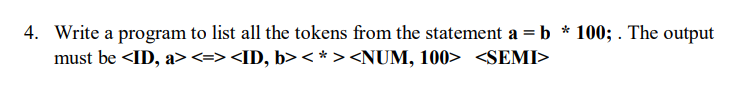 4. Write a program to list all the tokens from the statement a = b * 100; . The output
must be <ID, a> <=> <ID, b> < * > <NUM, 100> <SEMI>